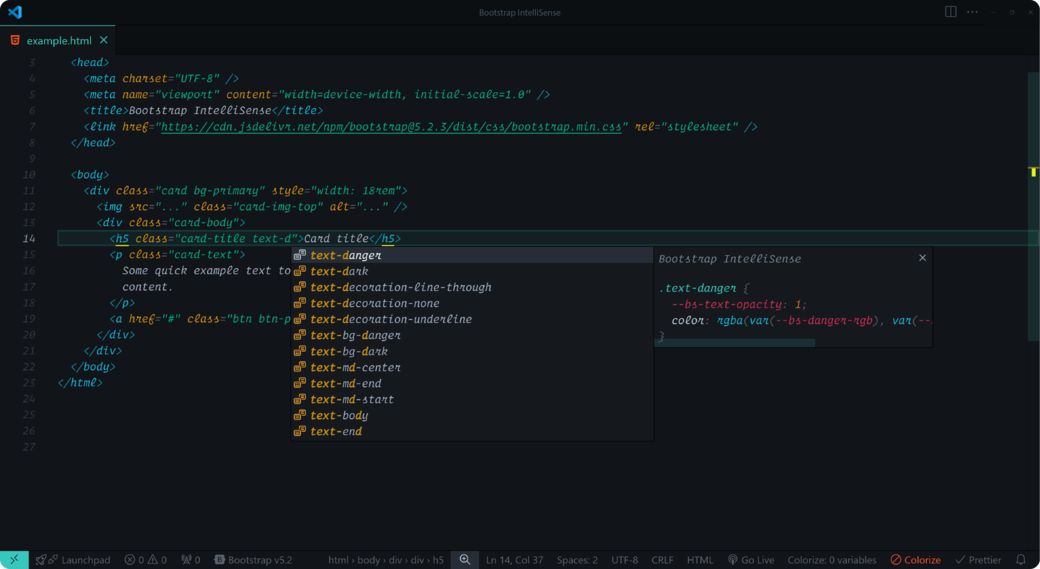 Bootstrap IntelliSense
example.html
3 <head>
4 <meta charset="UTF-8" />
5 <meta name="viewport" content="width=device-width, initial-scale=1.0" />
6 <title>Bootstrap IntelliSense</title>
7 <link href="https://cdn.jsdelivr.net/npm/bootstrap@5.2.3/dist/css/bootstrap.min.css" rel="stylesheet" />
8 </head>
9
10 <body>
11 <div class="card bg-primary" style="width: 18rem">
12 <img src="..." class="card-img-top" alt="..." />
13 <div class="card-body">
14 <h5 class="card-title text-d">Card title</h5>
15 <p class="card-text">
16 Some quick example text to
17 content.
18 </p>
19 <a href="#" class="btn btn-p
20 </div>
21 </div>
22 </body>
23 </html>
24
25
26
27
text-danger
text-dark
text-decoration-line-through
text-decoration-none
text-decoration-underline
text-bg-danger
text-bg-dark
text-md-center
text-md-end
text-md-start
text-body
text-end
Bootstrap IntelliSense
.text-danger {
--bs-text-opacity: 1;
color: rgba(var(--bs-danger-rgb), var(--
}
Launchpad 0 0 0 Bootstrap v5.2 html › body › div › div › h5 Ln 14, Col 37 Spaces: 2 UTF-8 CRLF HTML Go Live Colorize: 0 variables Colorize Prettier